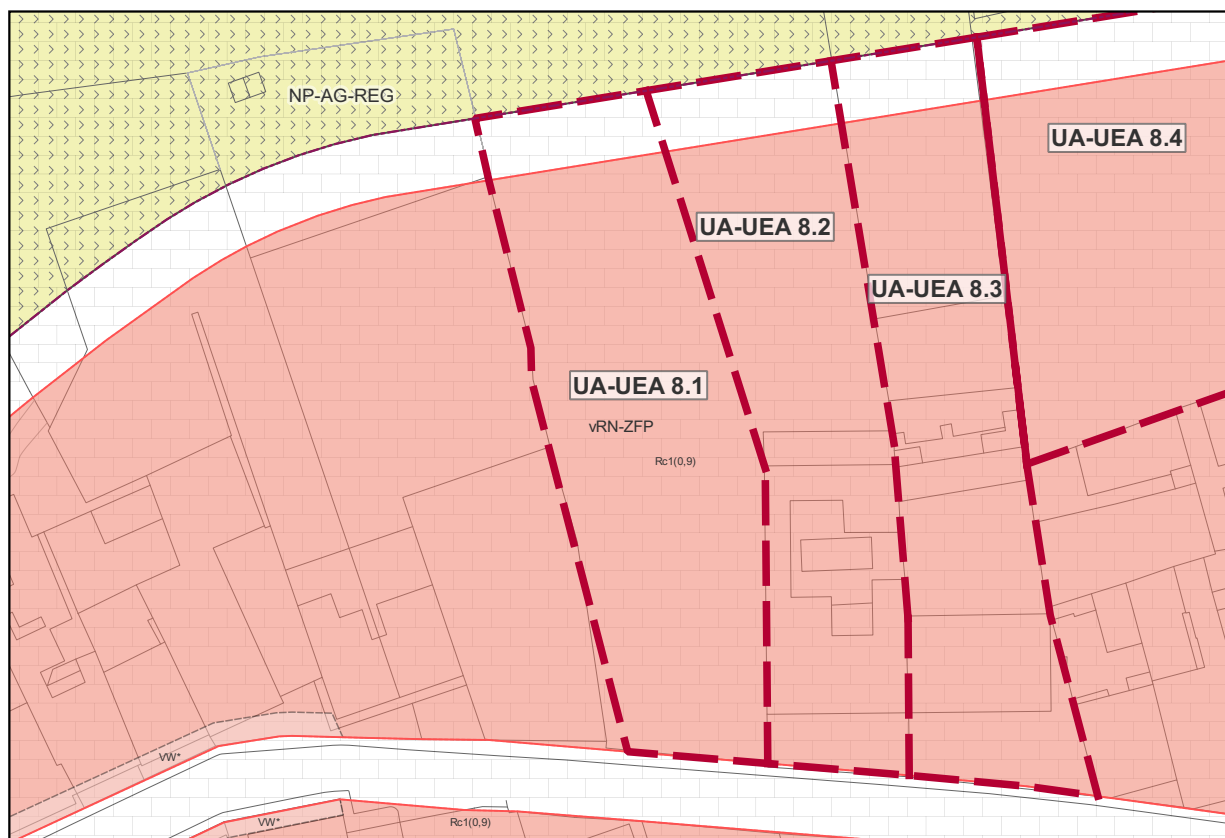 NP-AG-REG
UA-UEA 8.4
UA-UEA 8.2
UA-UEA 8.3
UA-UEA 8.1
vRN-ZFP
Rc1(0,9)
VW*
VW*
Rc1(0,9)